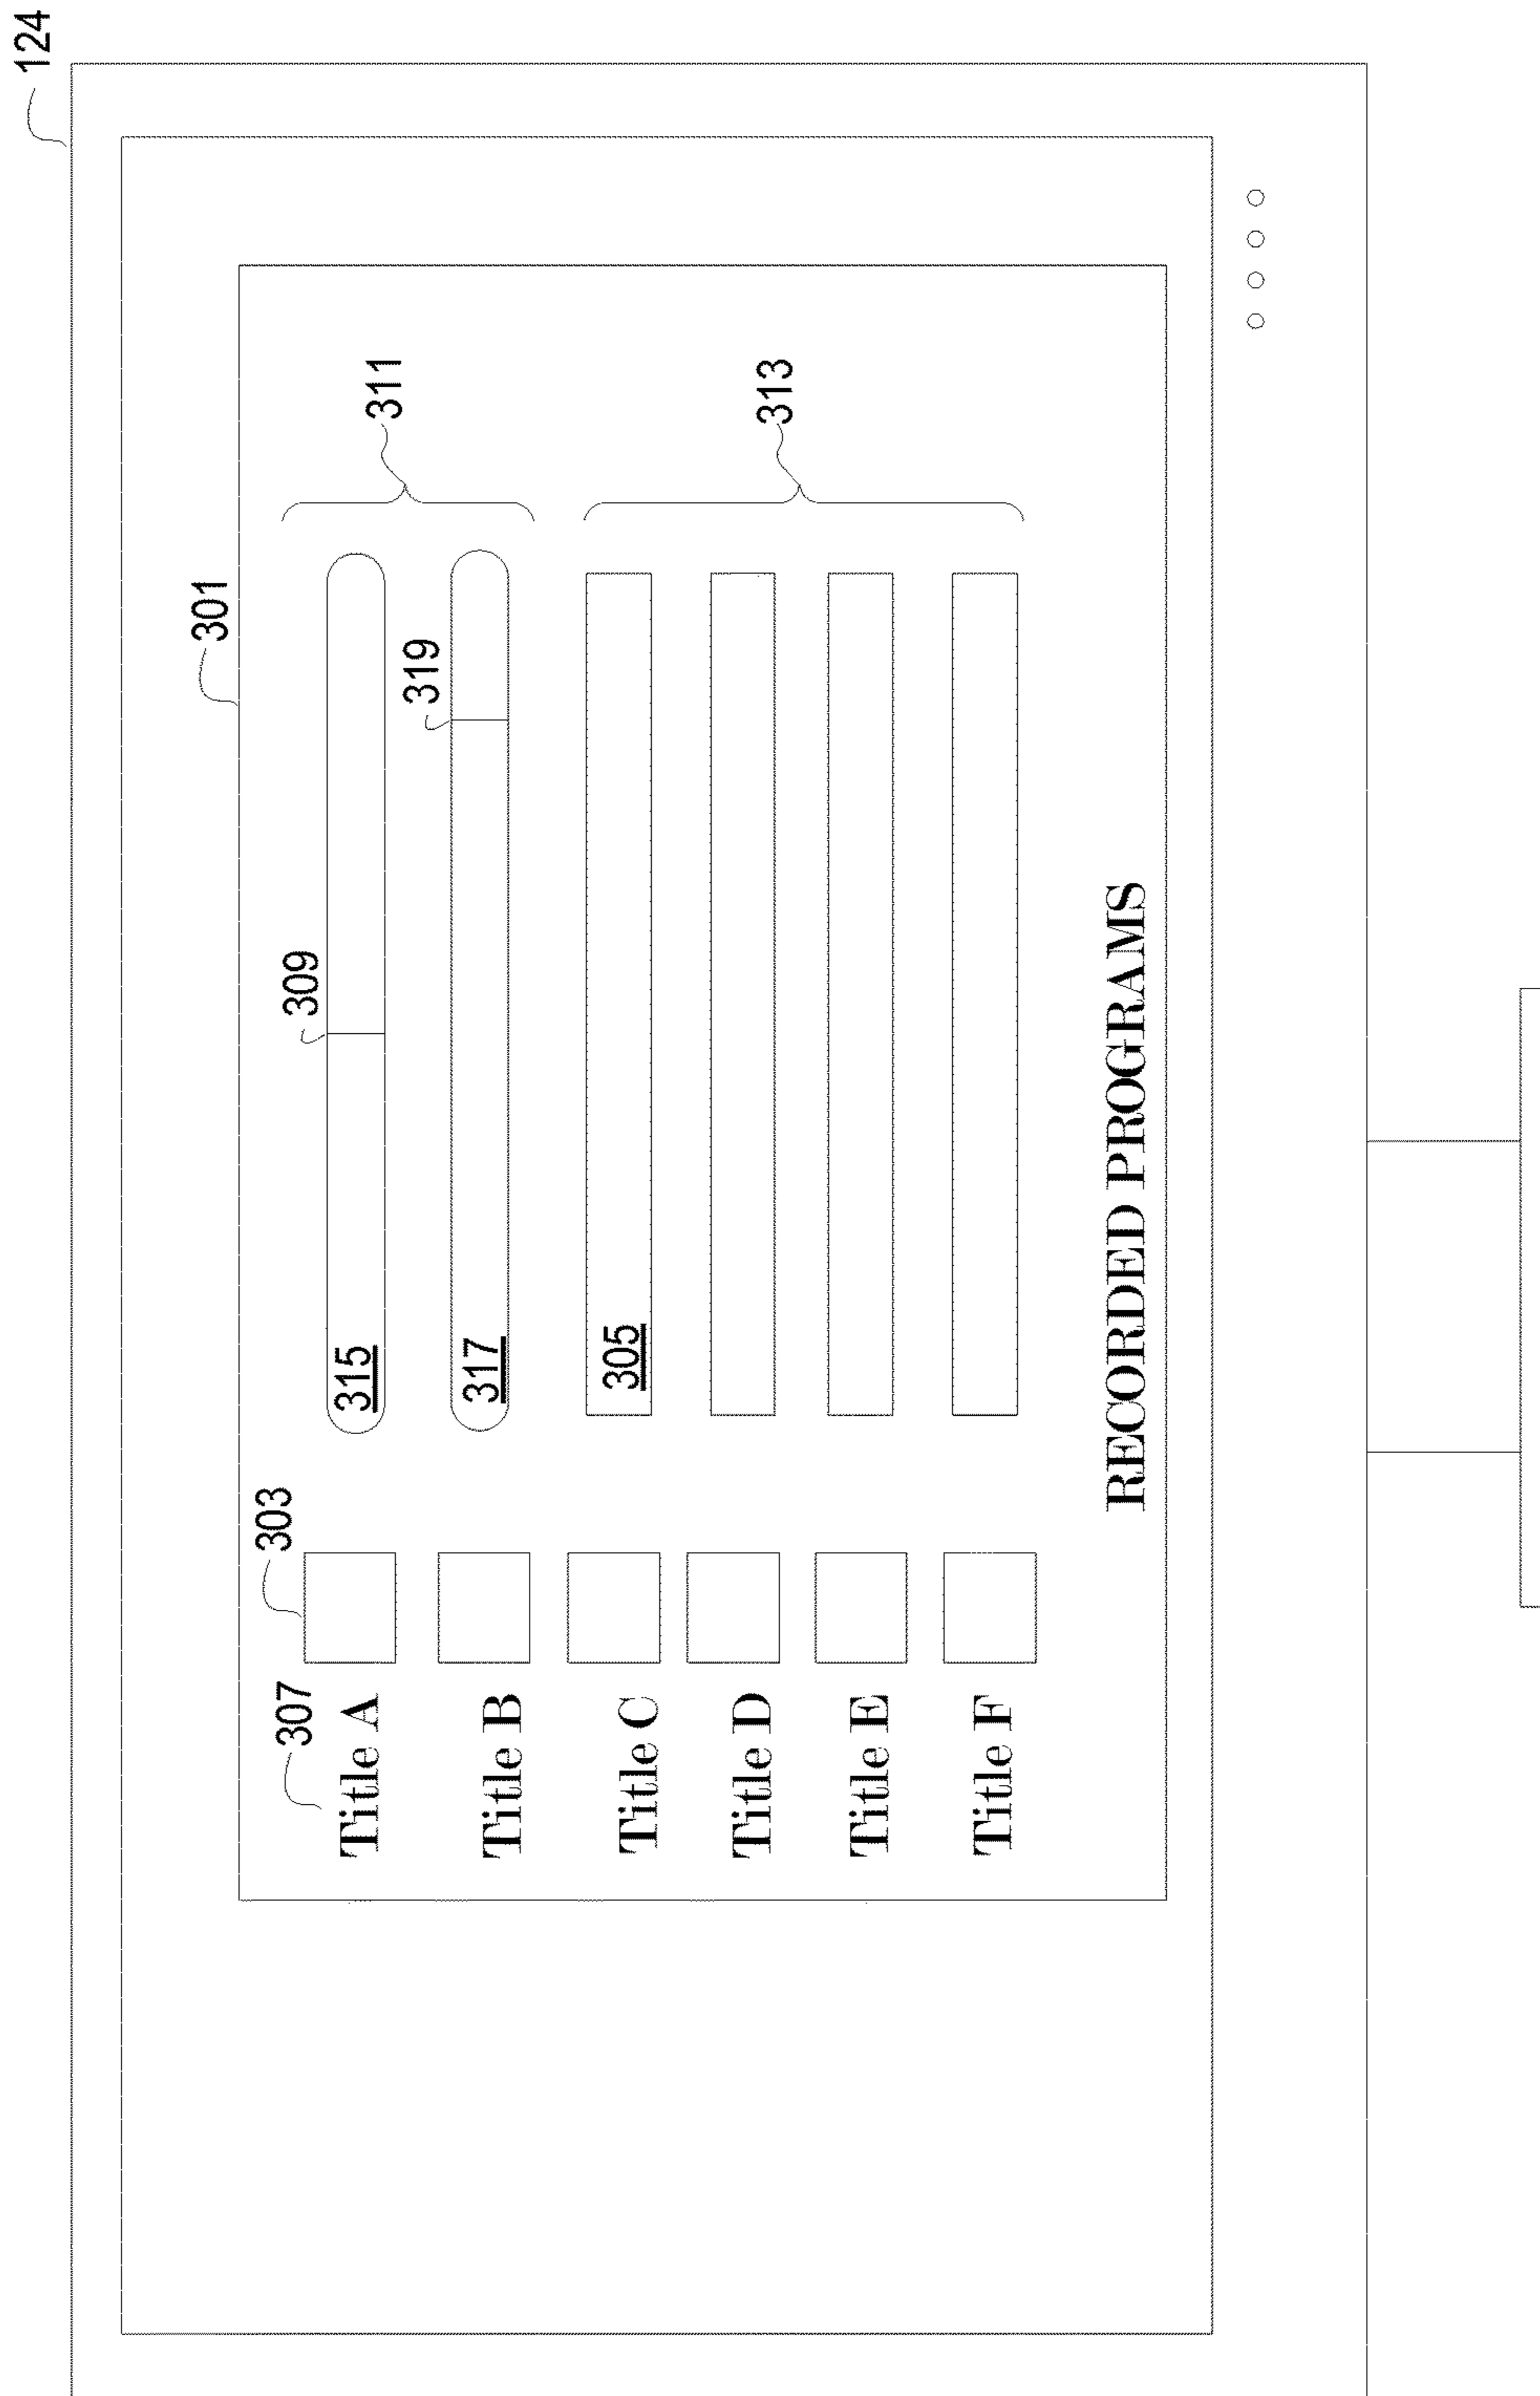 124
301
307
303
309
311
Title A
315
319
Title B
317
Title C
305
313
Title D
Title E
Title F
RECORDED PROGRAMS